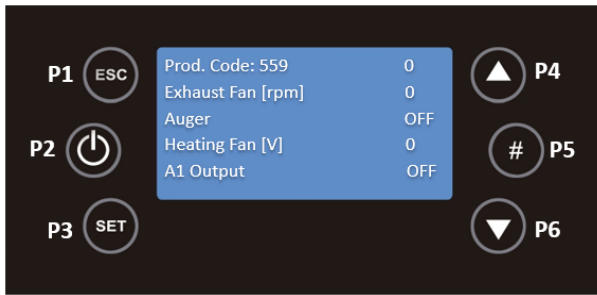 P1 ESC
P2
P3 SET
Prod. Code: 559 0
Exhaust Fan [rpm] 0
Auger OFF
Heating Fan [V] 0
A1 Output OFF
P4
# P5
P6